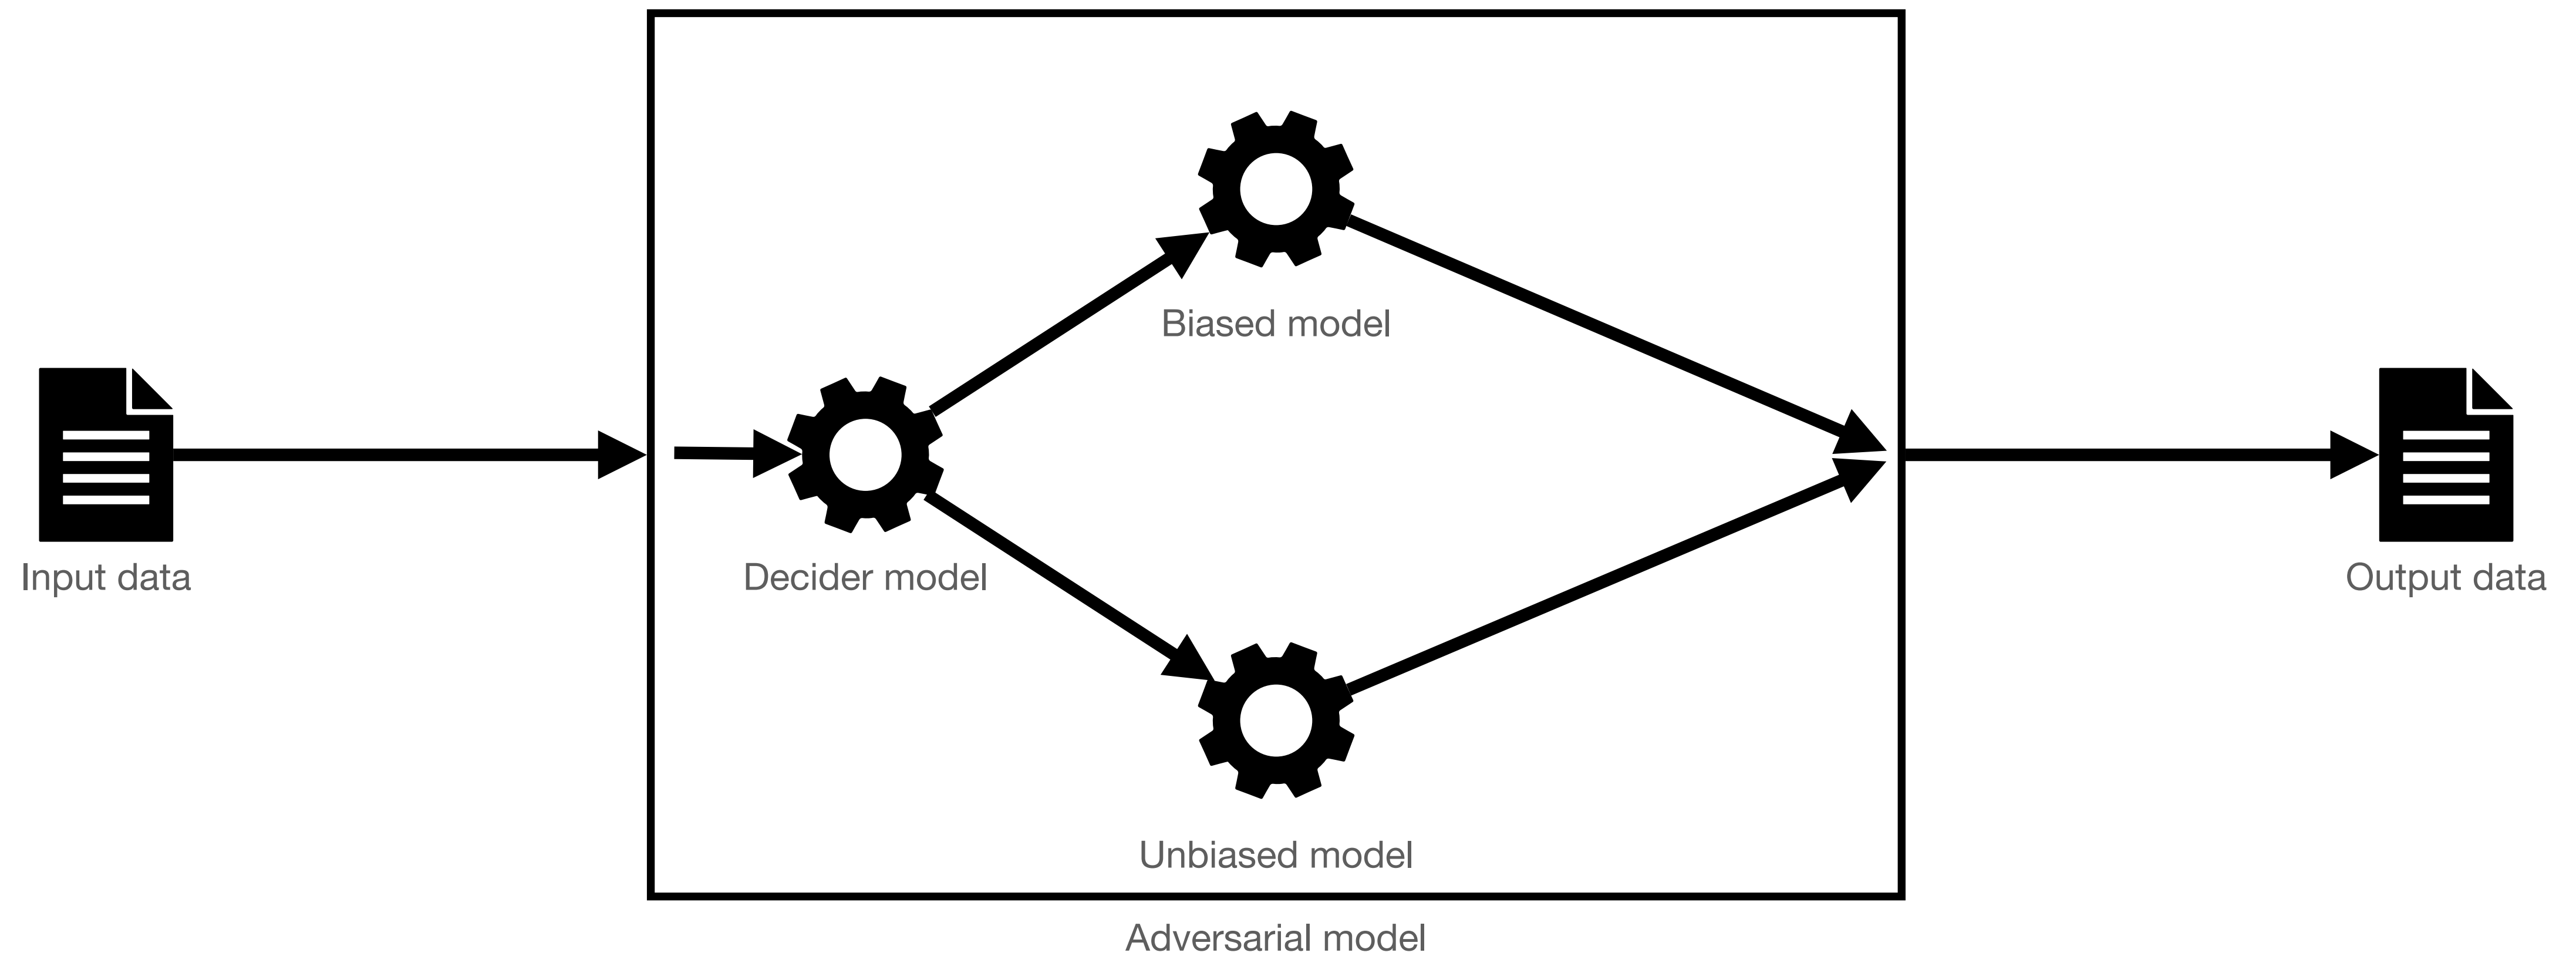 Biased model
Input data
Decider model
Output data
Unbiased model
Adversarial model